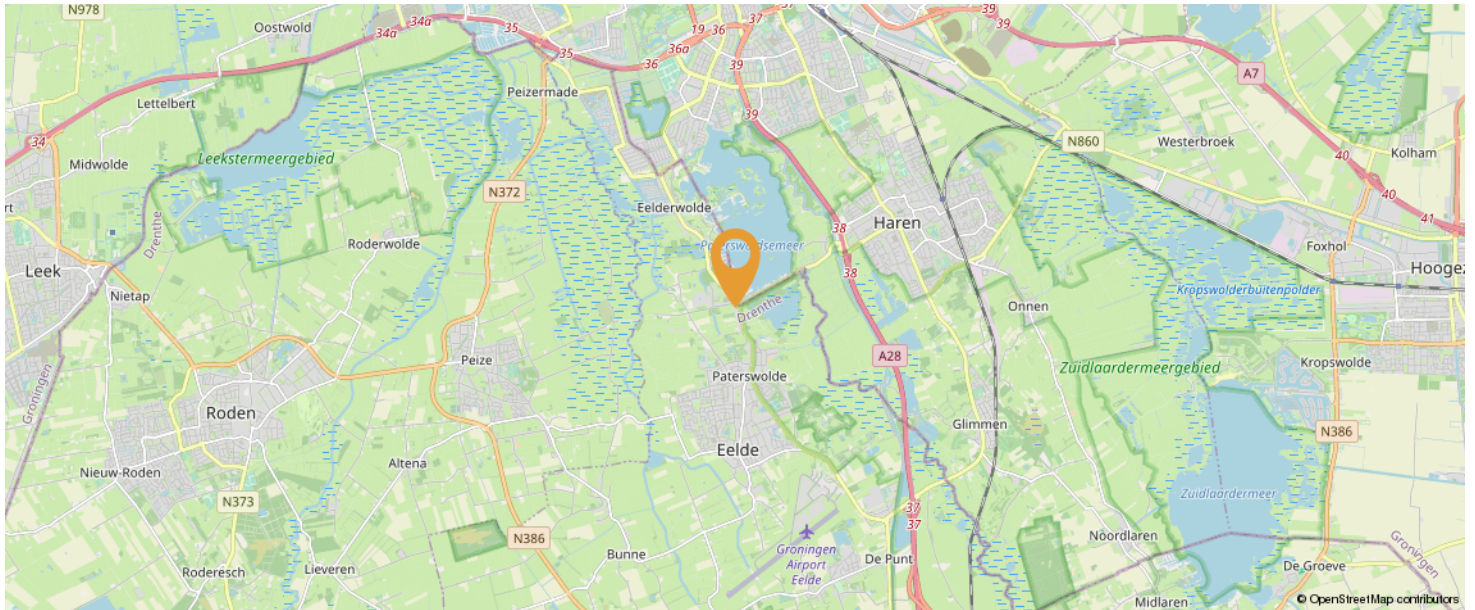 N978
Oostwold
34a
34a
35
35
36
36a
19
36
37
37
39
39
39
39
A7
Peizermade
Lettelbert
34
Midwolde
Leekstermeergebied
N372
N860
Westerbroek
Kolham
40
40
41
Eelderwolde
Haren
38
38
Paterswoldsemeer
Drenthe
Roderwolde
Leek
Nietap
Foxhol
Hoogez
Kropswolderbuitenpolder
Onnen
Drenthe
A28
Peize
Paterswolde
Zuidlaardermeergebied
Kropswolde
Groningen
Roden
Glimmen
N386
Eelde
Altena
Nieuw-Roden
N373
Zuidlaardermeer
37
37
N386
Groningen
Airport
Eelde
De Punt
Noordlaren
Groningen
Bunne
Lieveren
Roderesch
De Groeve
Midlaren
© OpenStreetMap contributors